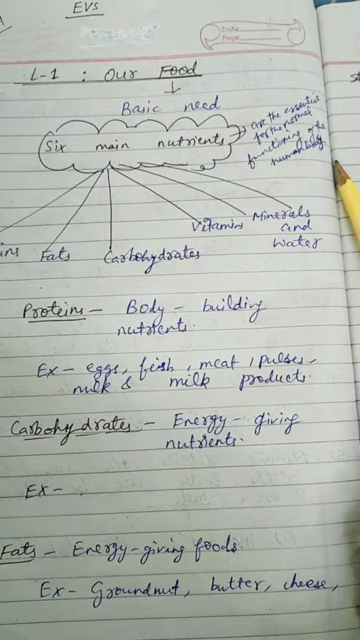 EVS
Date
Page
L-1 : Our Food
Basic need
Six main nutrients
are the essential
for the normal
functioning of the
human body
Fats
Carbohydrates
Vitamins
Minerals
and
Water
Proteins - Body - building
nutrients.
Ex - eggs, fish, meat, pulses,
milk & milk products.
Carbohydrates - Energy - giving
nutrients.
Ex -
Fats - Energy - giving foods.
Ex - Groundnut, butter, cheese,